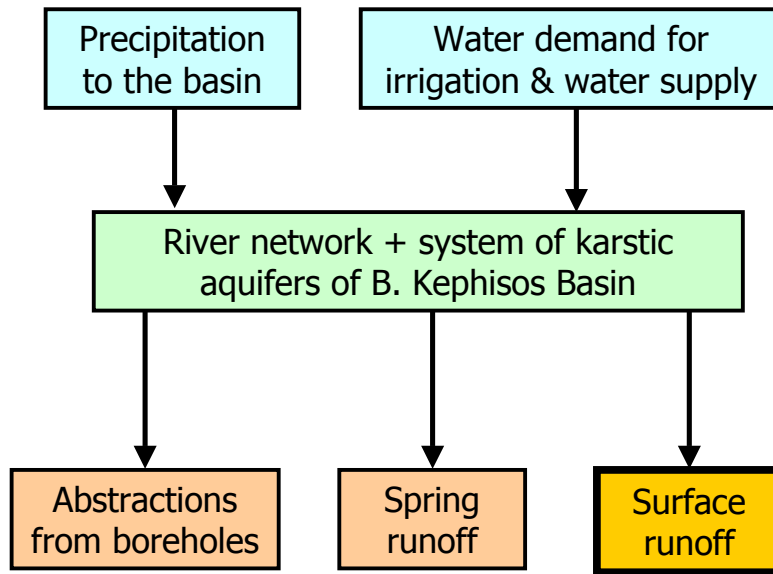 Precipitation
to the basin
Water demand for
irrigation & water supply
River network + system of karstic
aquifers of B. Kephisos Basin
Abstractions
from boreholes
Spring
runoff
Surface
runoff